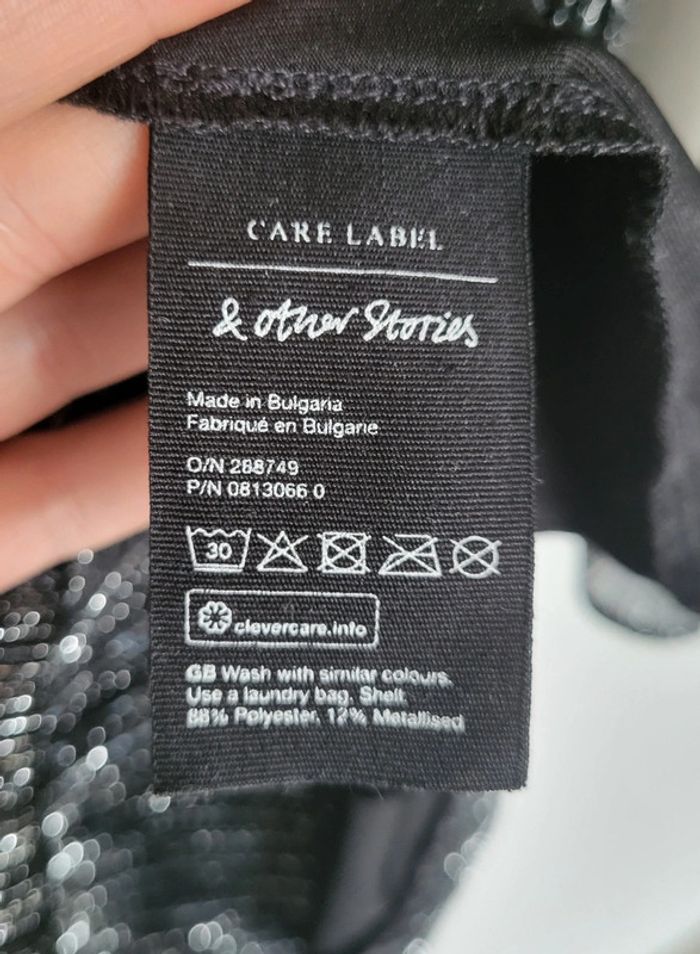 CARE LABEL
& other Stories
Made in Bulgaria
Fabriqué en Bulgarie
O/N 288749
P/N 0813066 0
30
clevercare.info
GB Wash with similar colours.
Use a laundry bag. Shell:
88% Polyester, 12% Metallised